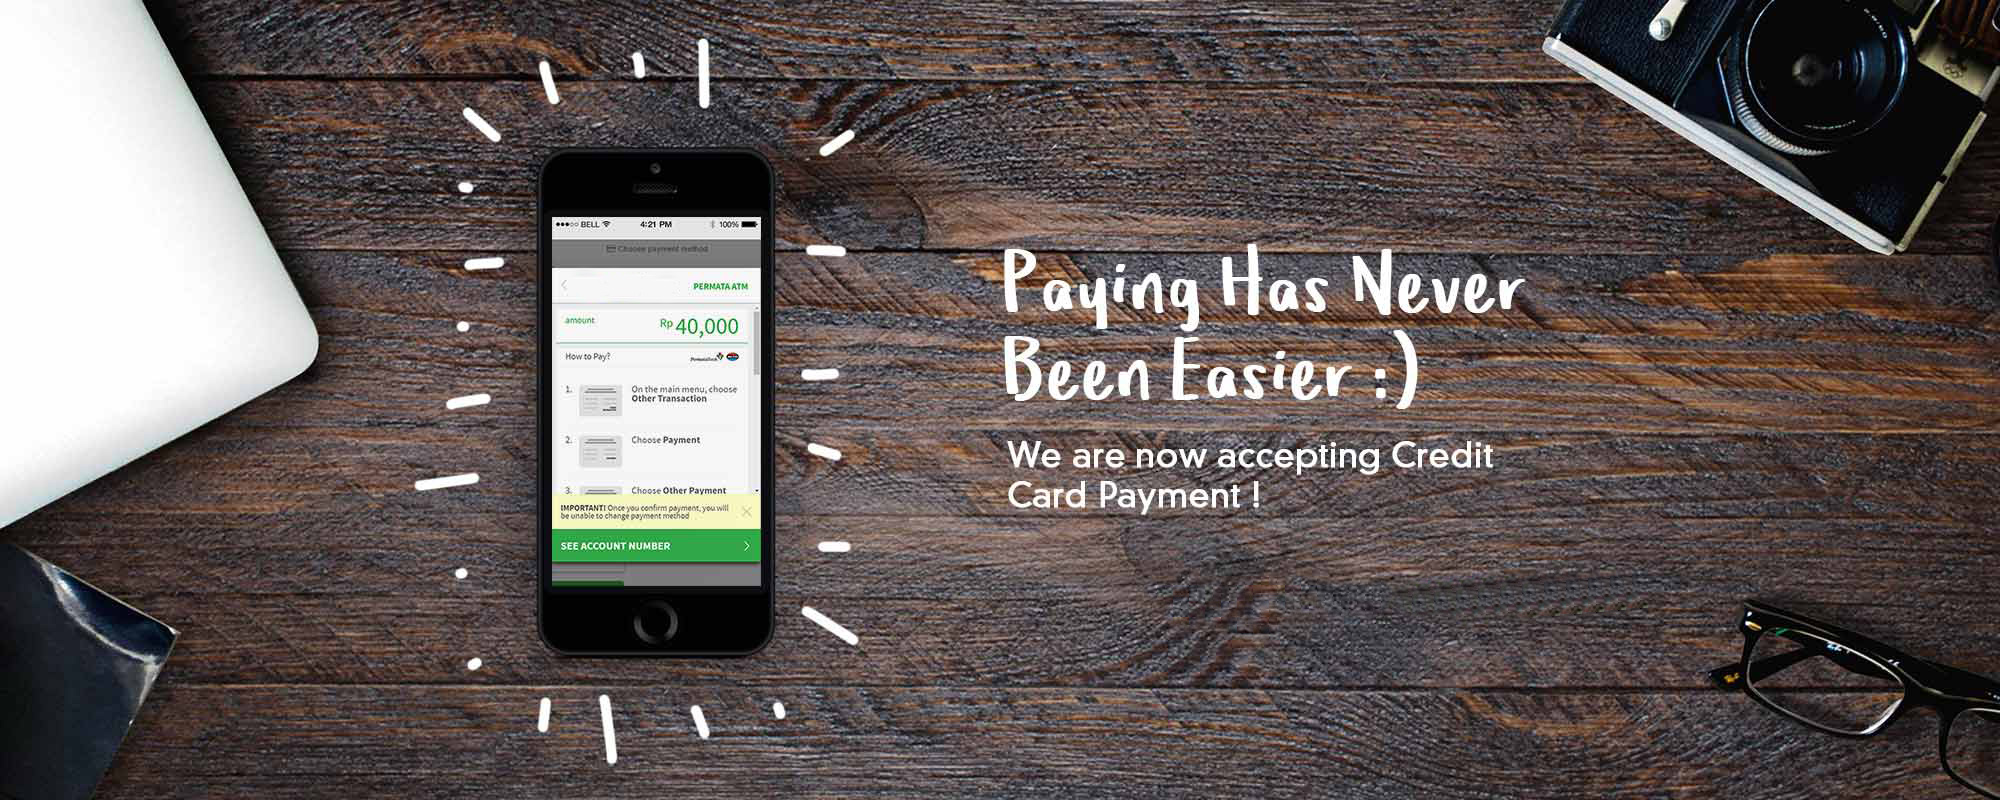 BELL 4:21 PM 100%
Choose payment method
PERMATA ATM
amount Rp 40,000
How to Pay? PermataBank
1. On the main menu, choose
Other Transaction
2. Choose Payment
3. Choose Other Payment
IMPORTANT! Once you confirm payment, you will
be unable to change payment method
SEE ACCOUNT NUMBER
Paying Has Never
Been Easier :)
We are now accepting Credit
Card Payment !